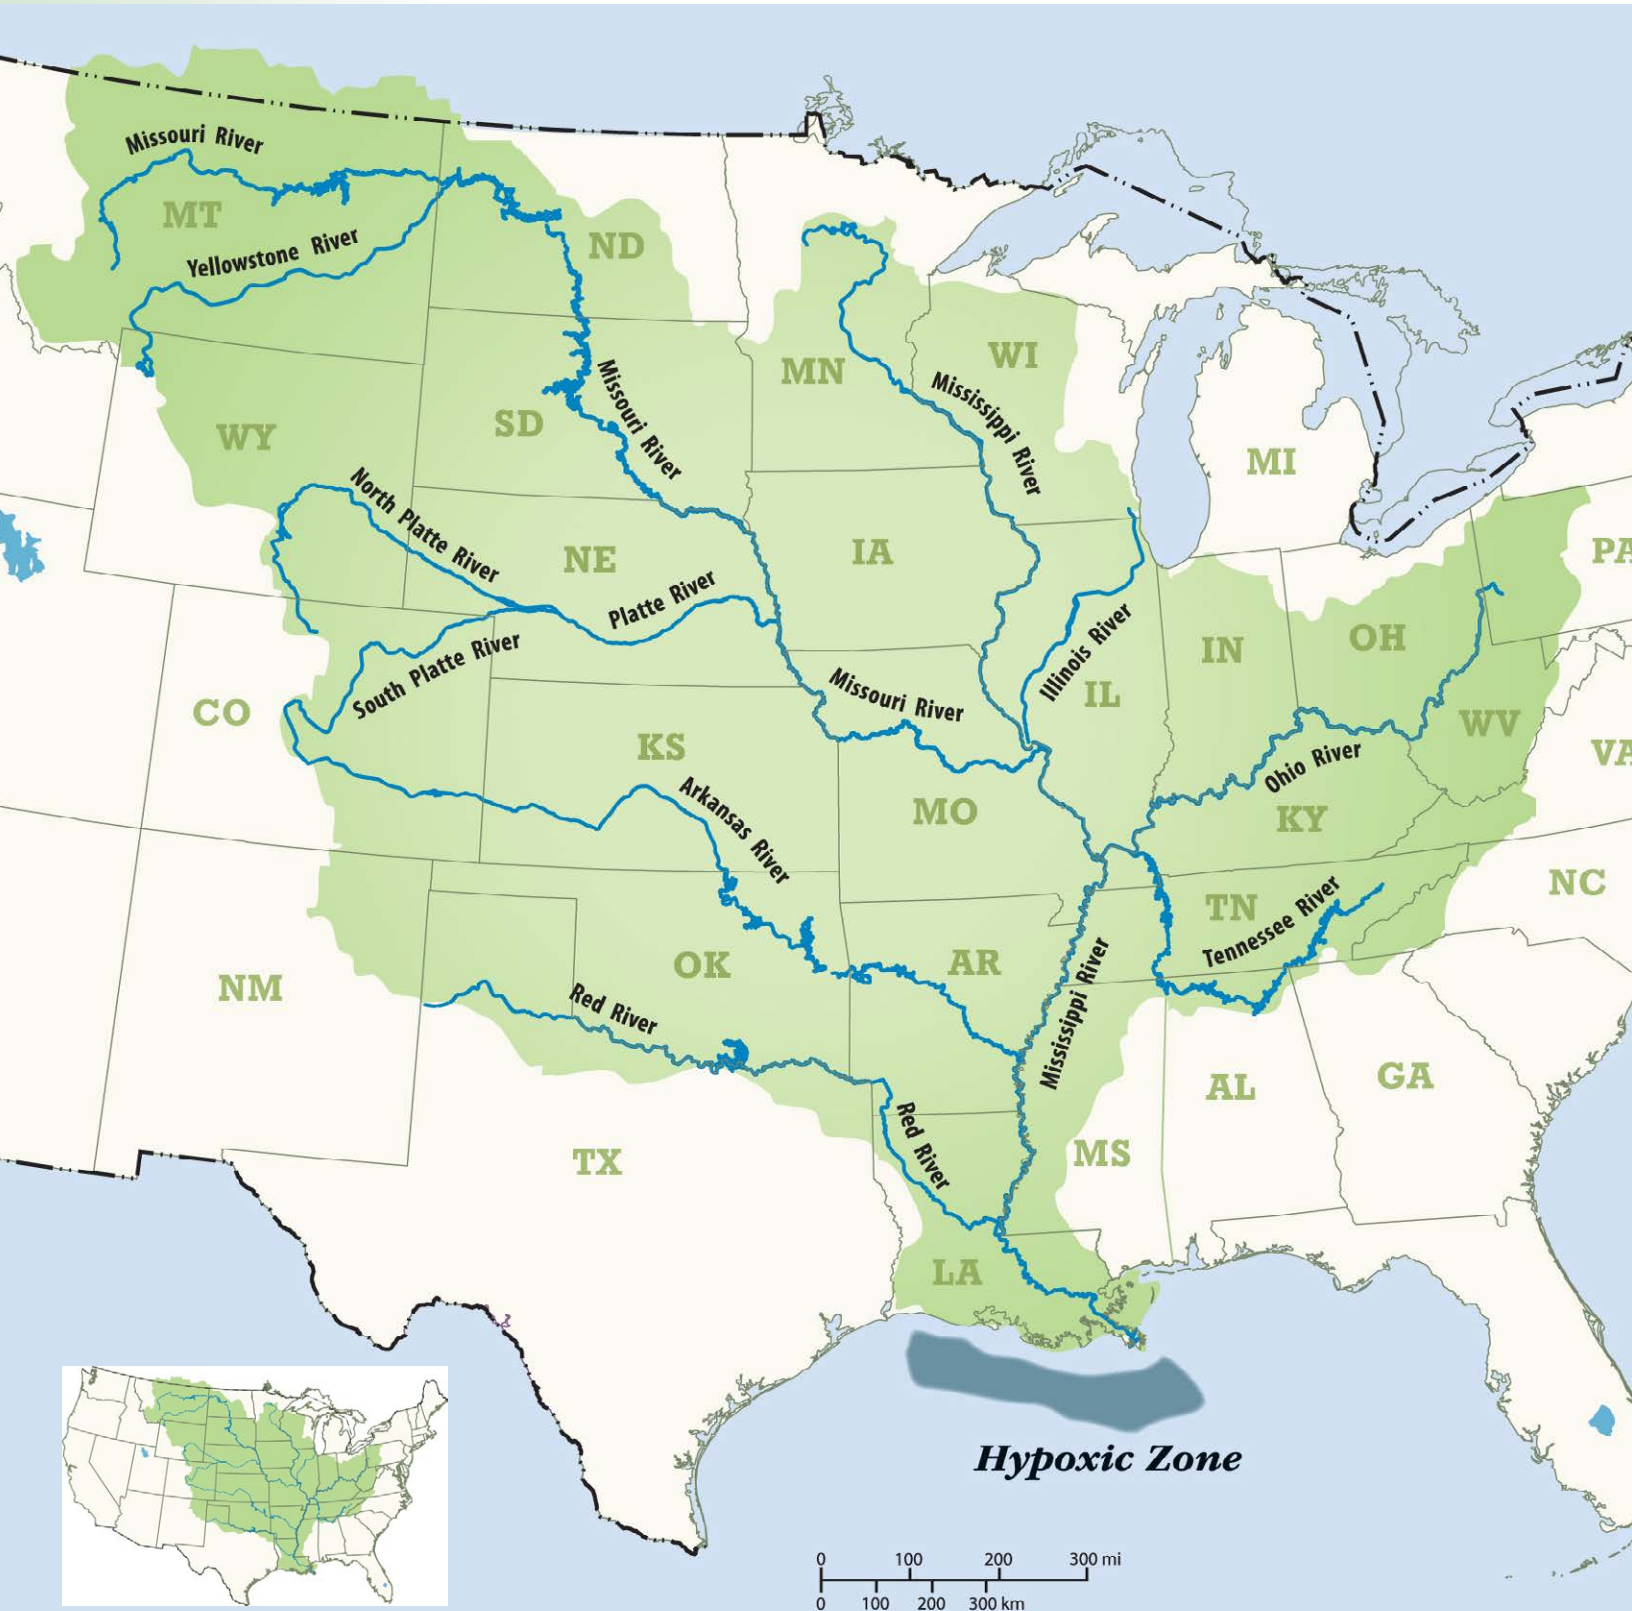 Missouri River
MT
Yellowstone River
ND
MN
WI
Mississippi River
WY
SD
Missouri River
MI
North Platte River
NE
IA
PA
Platte River
South Platte River
Illinois River
IN
OH
CO
Missouri River
IL
WV
KS
VA
Ohio River
Arkansas River
MO
KY
NC
TN
Tennessee River
OK
AR
NM
Red River
Mississippi River
AL
GA
Red River
TX
MS
LA
Hypoxic Zone
0 100 200 300 mi
0 100 200 300 km